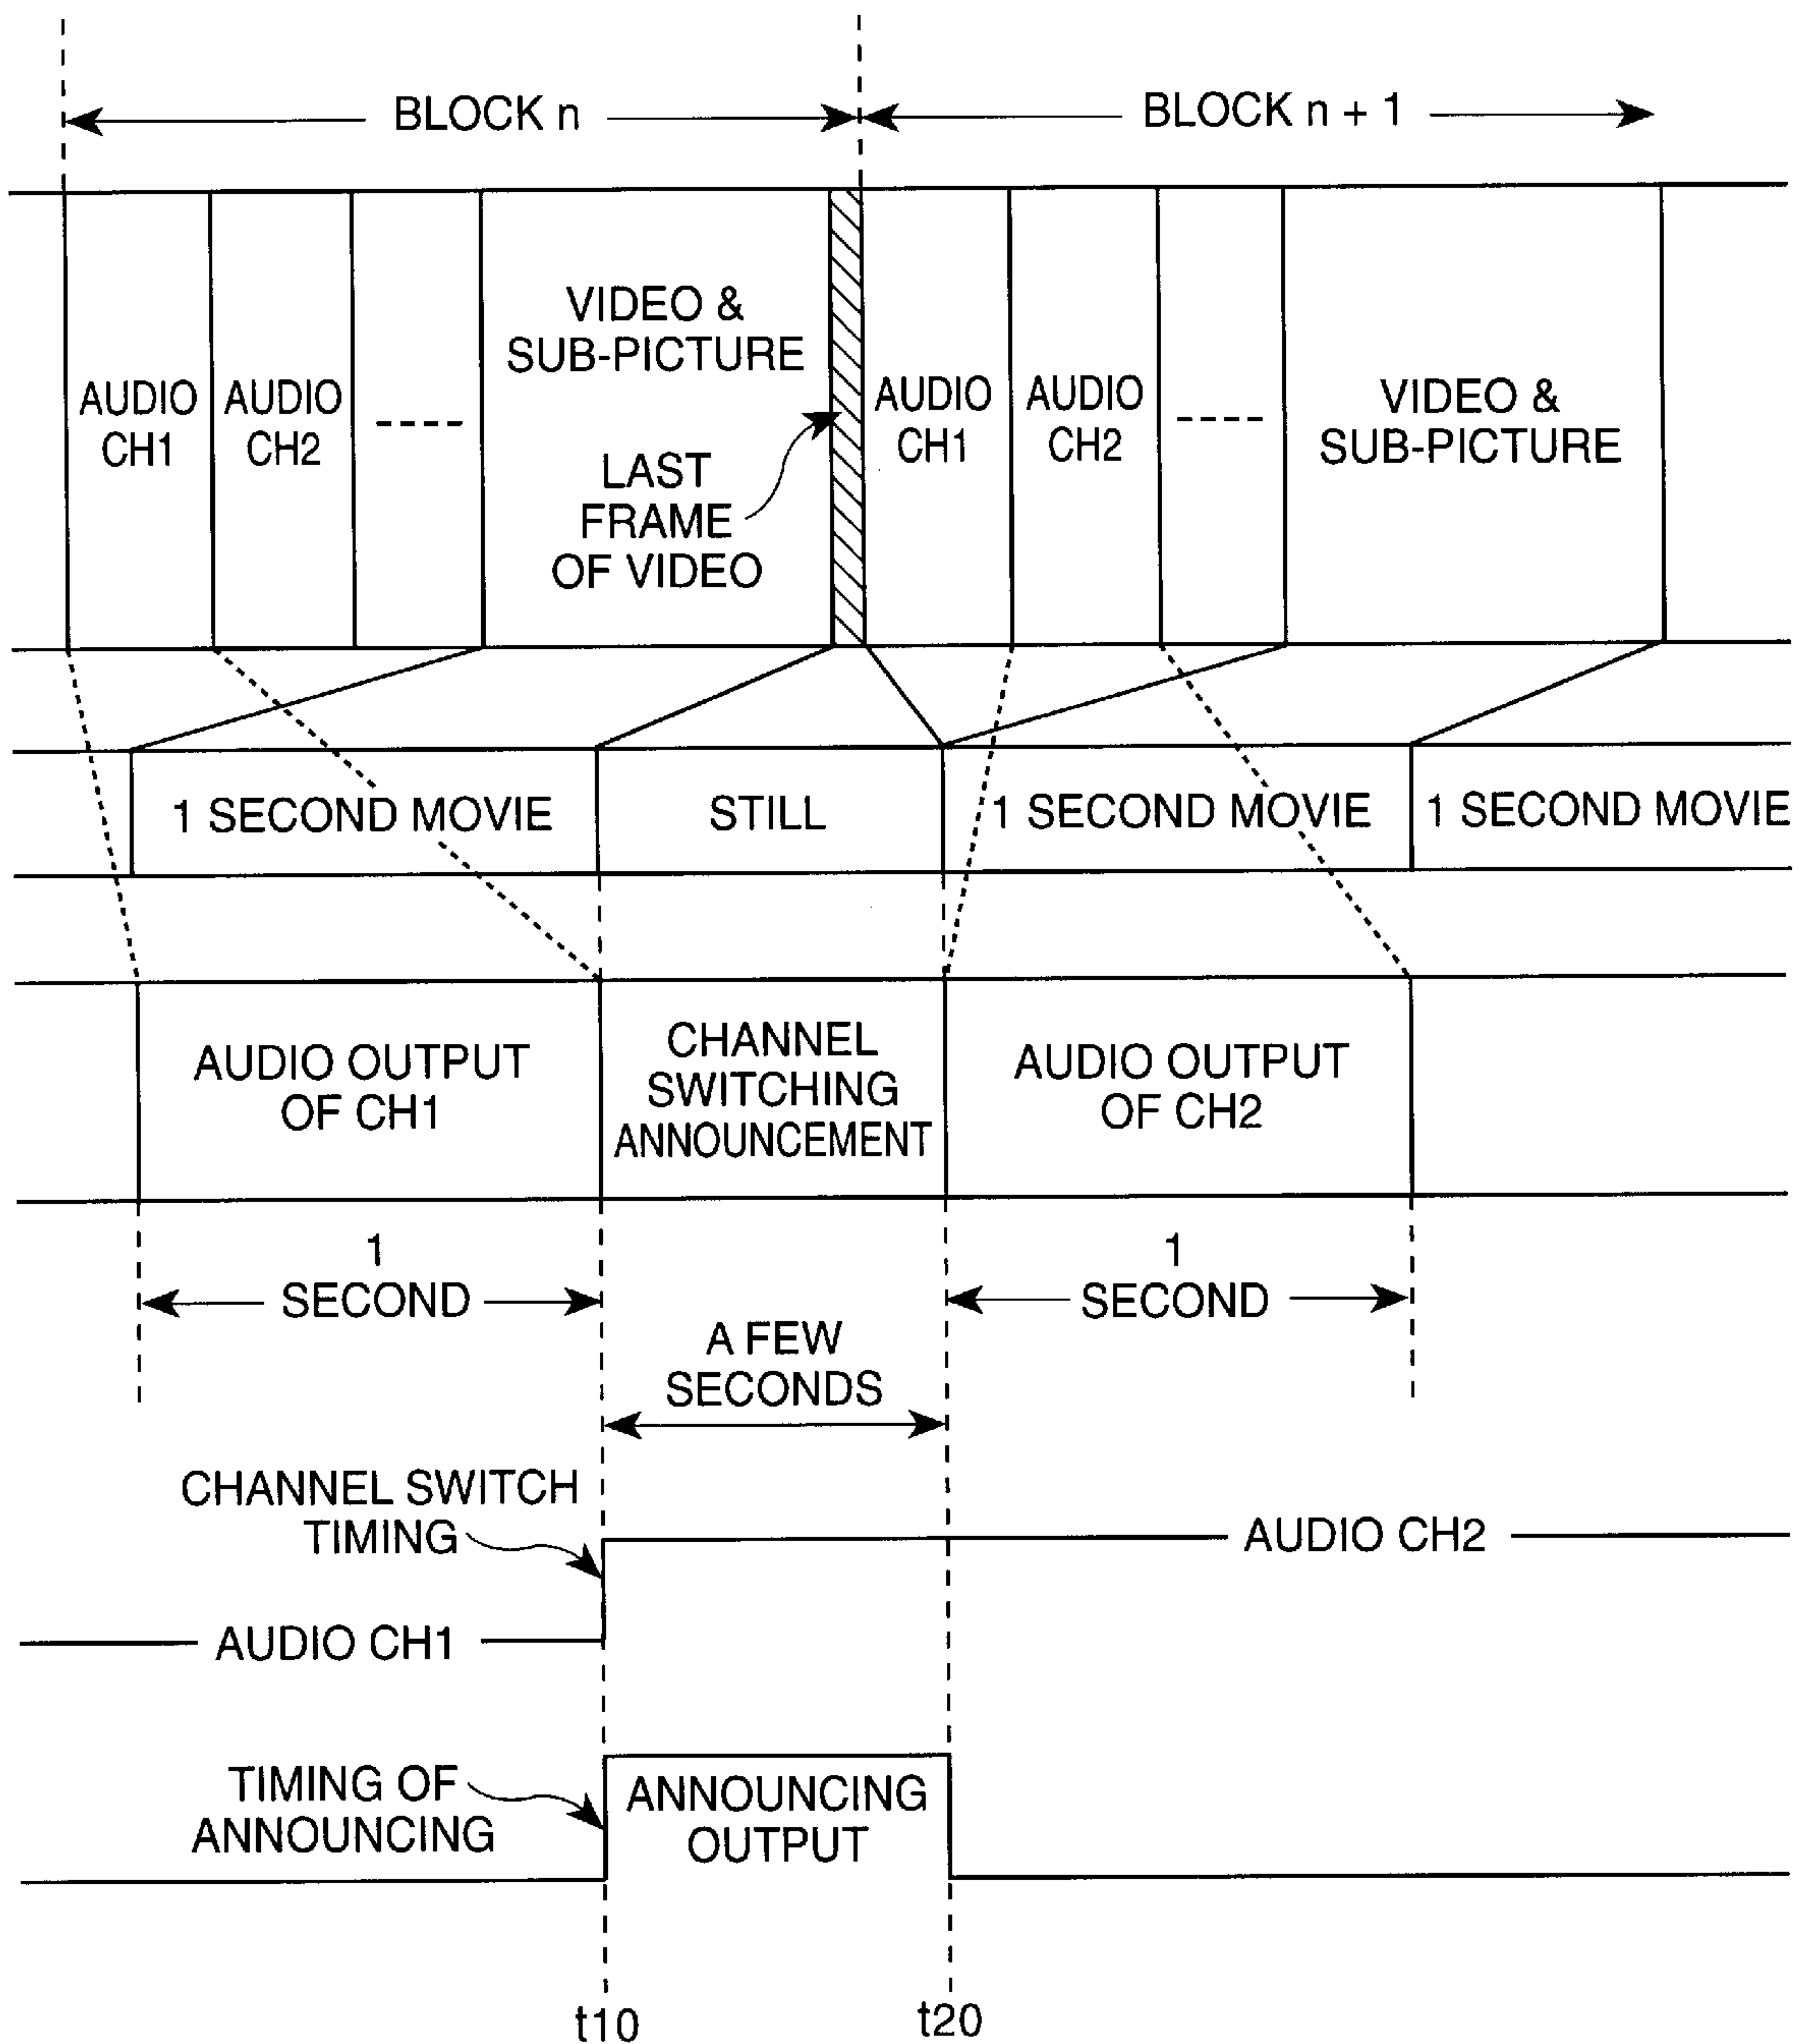 BLOCK n
BLOCK n + 1
AUDIO
CH1
AUDIO
CH2
VIDEO &
SUB-PICTURE
LAST
FRAME
OF VIDEO
AUDIO
CH1
AUDIO
CH2
VIDEO &
SUB-PICTURE
1 SECOND MOVIE
STILL
1 SECOND MOVIE
1 SECOND MOVIE
AUDIO OUTPUT
OF CH1
CHANNEL
SWITCHING
ANNOUNCEMENT
AUDIO OUTPUT
OF CH2
1
SECOND
1
SECOND
A FEW
SECONDS
CHANNEL SWITCH
TIMING
AUDIO CH2
AUDIO CH1
TIMING OF
ANNOUNCING
ANNOUNCING
OUTPUT
t10
t20